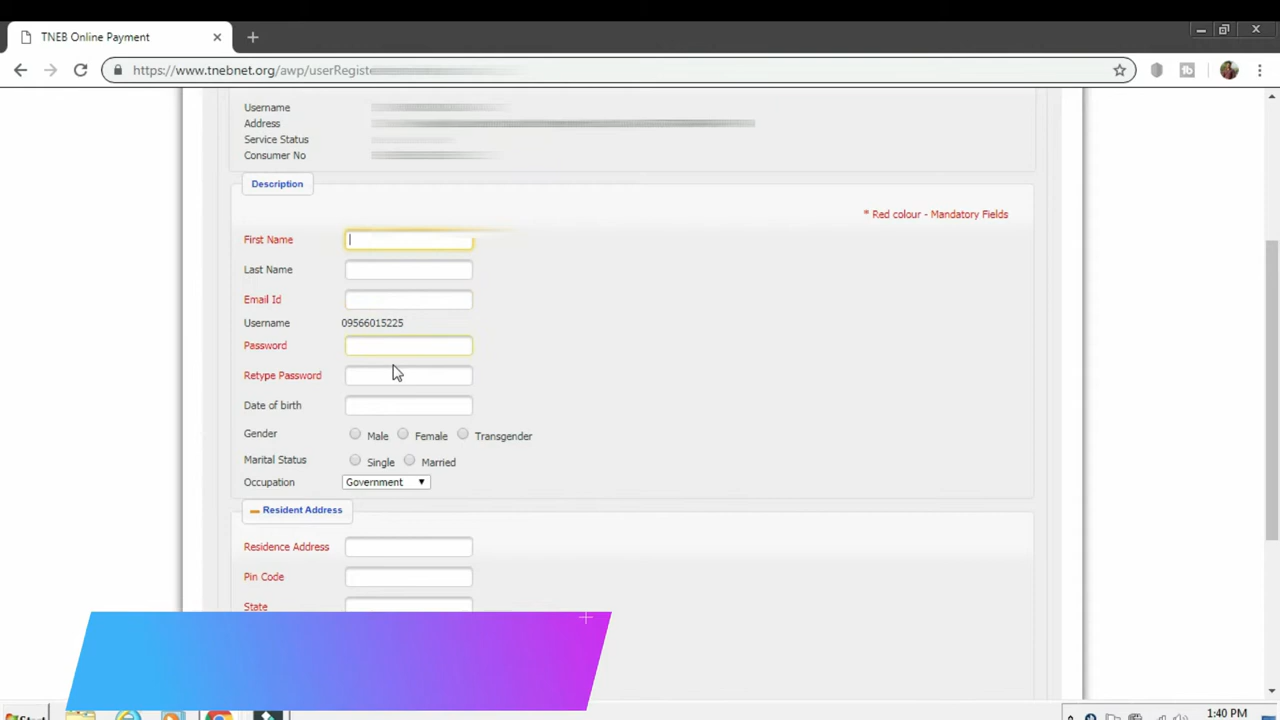 TNEB Online Payment
https://www.tnebnet.org/awp/userRegiste
Username
Address
Service Status
Consumer No
Description
* Red colour - Mandatory Fields
First Name
Last Name
Email Id
Username 09566015225
Password
Retype Password
Date of birth
Gender Male Female Transgender
Marital Status Single Married
Occupation Government
Resident Address
Residence Address
Pin Code
State
Start
1:40 PM